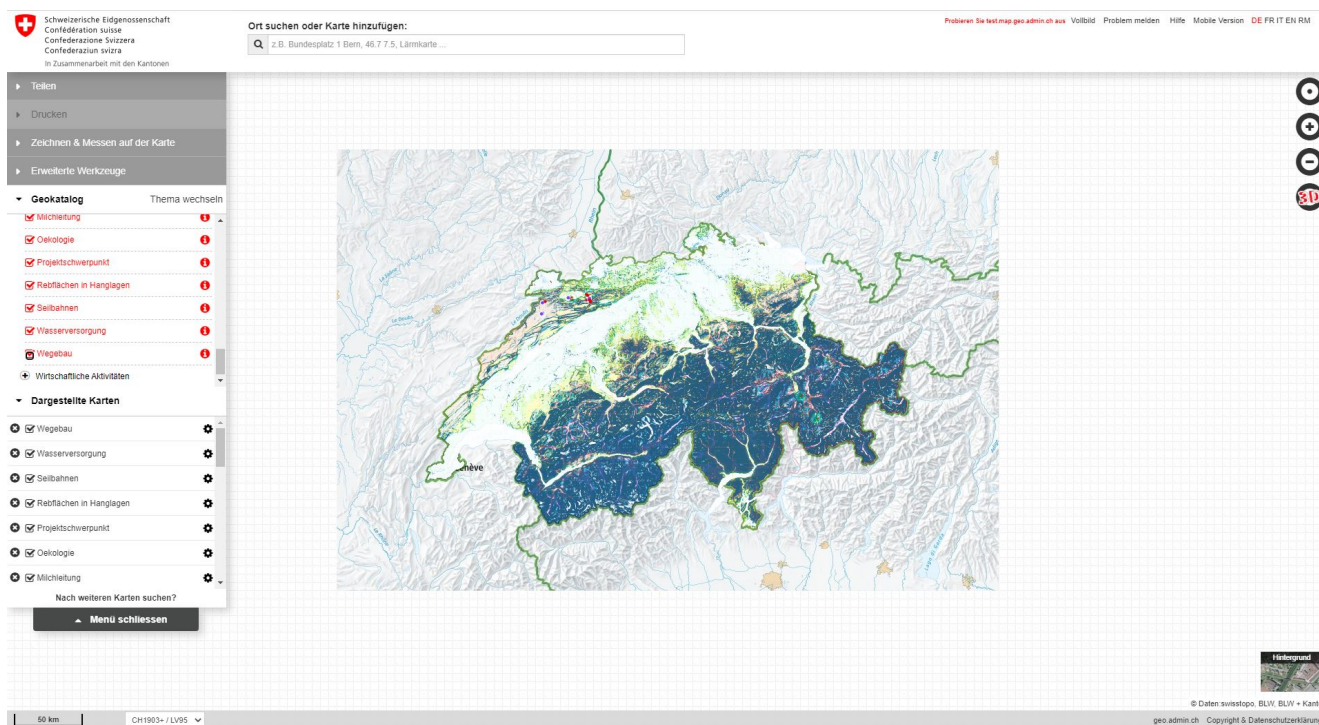 Schweizerische Eidgenossenschaft
Confédération suisse
Confederazione Svizzera
Confederaziun svizra
In Zusammenarbeit mit den Kantonen
Ort suchen oder Karte hinzufügen:
z.B. Bundesplatz 1 Bern, 46.7 7.5, Lärmkarte ...
Probieren Sie test.map.geo.admin.ch aus Vollbild Problem melden Hilfe Mobile Version DE FR IT EN RM
Teilen
Drucken
Zeichnen & Messen auf der Karte
Erweiterte Werkzeuge
Geokatalog Thema wechseln
Milchleitung
Oekologie
Projektschwerpunkt
Rebflächen in Hanglagen
Seilbahnen
Wasserversorgung
Wegebau
Wirtschaftliche Aktivitäten
Dargestellte Karten
Wegebau
Wasserversorgung
Seilbahnen
Rebflächen in Hanglagen
Projektschwerpunkt
Oekologie
Milchleitung
Nach weiteren Karten suchen?
Menü schliessen
3D
Hintergrund
© Daten:swisstopo, BLW, BLW + Kant
50 km CH1903+ / LV95
geo.admin.ch Copyright & Datenschutzerklärung